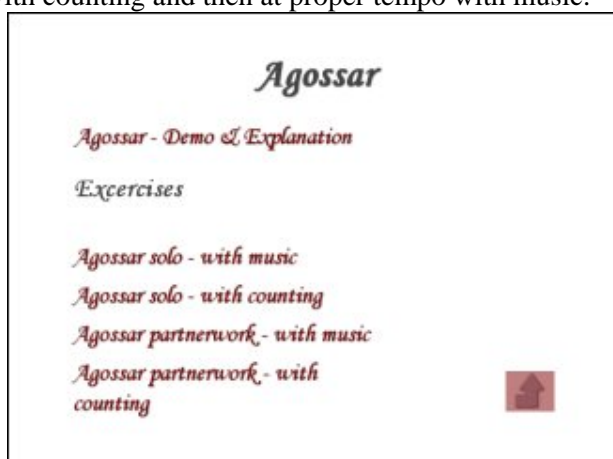 ith counting and then at proper tempo with music.
Agossar
Agossar - Demo & Explanation
Excercises
Agossar solo - with music
Agossar solo - with counting
Agossar partnerwork - with music
Agossar partnerwork - with
counting